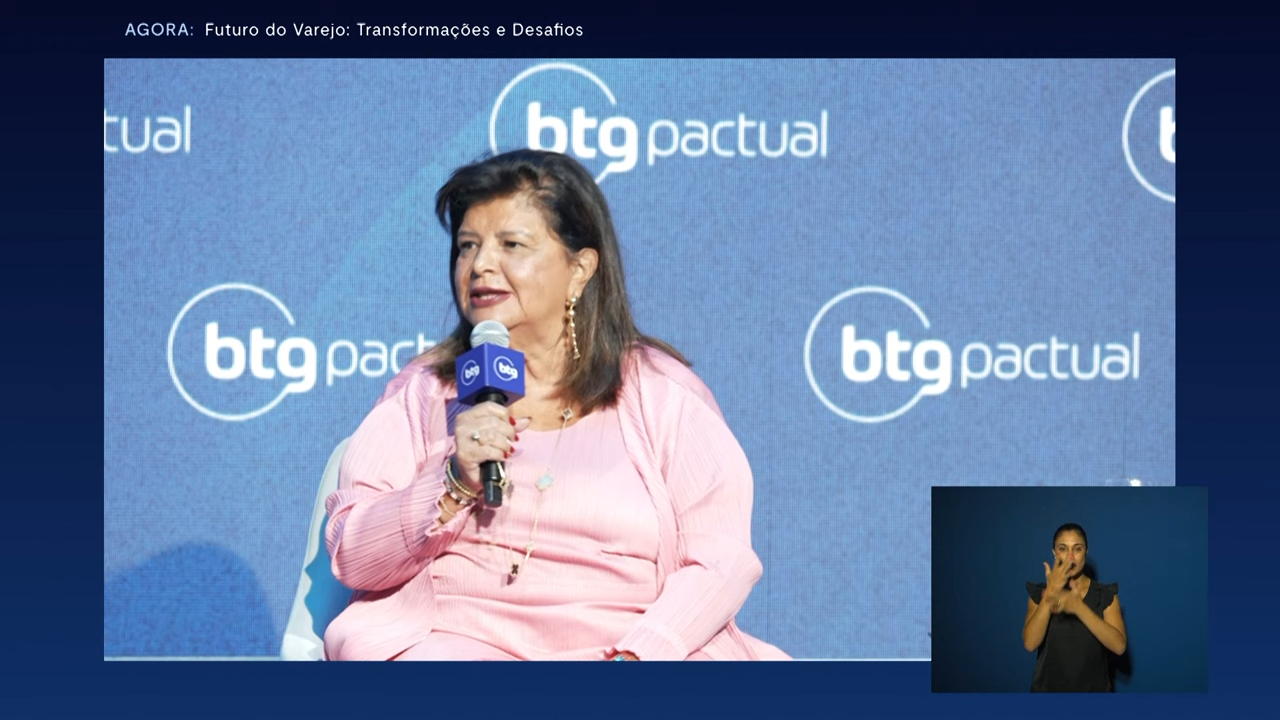 AGORA: Futuro do Varejo: Transformações e Desafios
tual
btg pactual
b
btg pact
btg pactual
btg btg